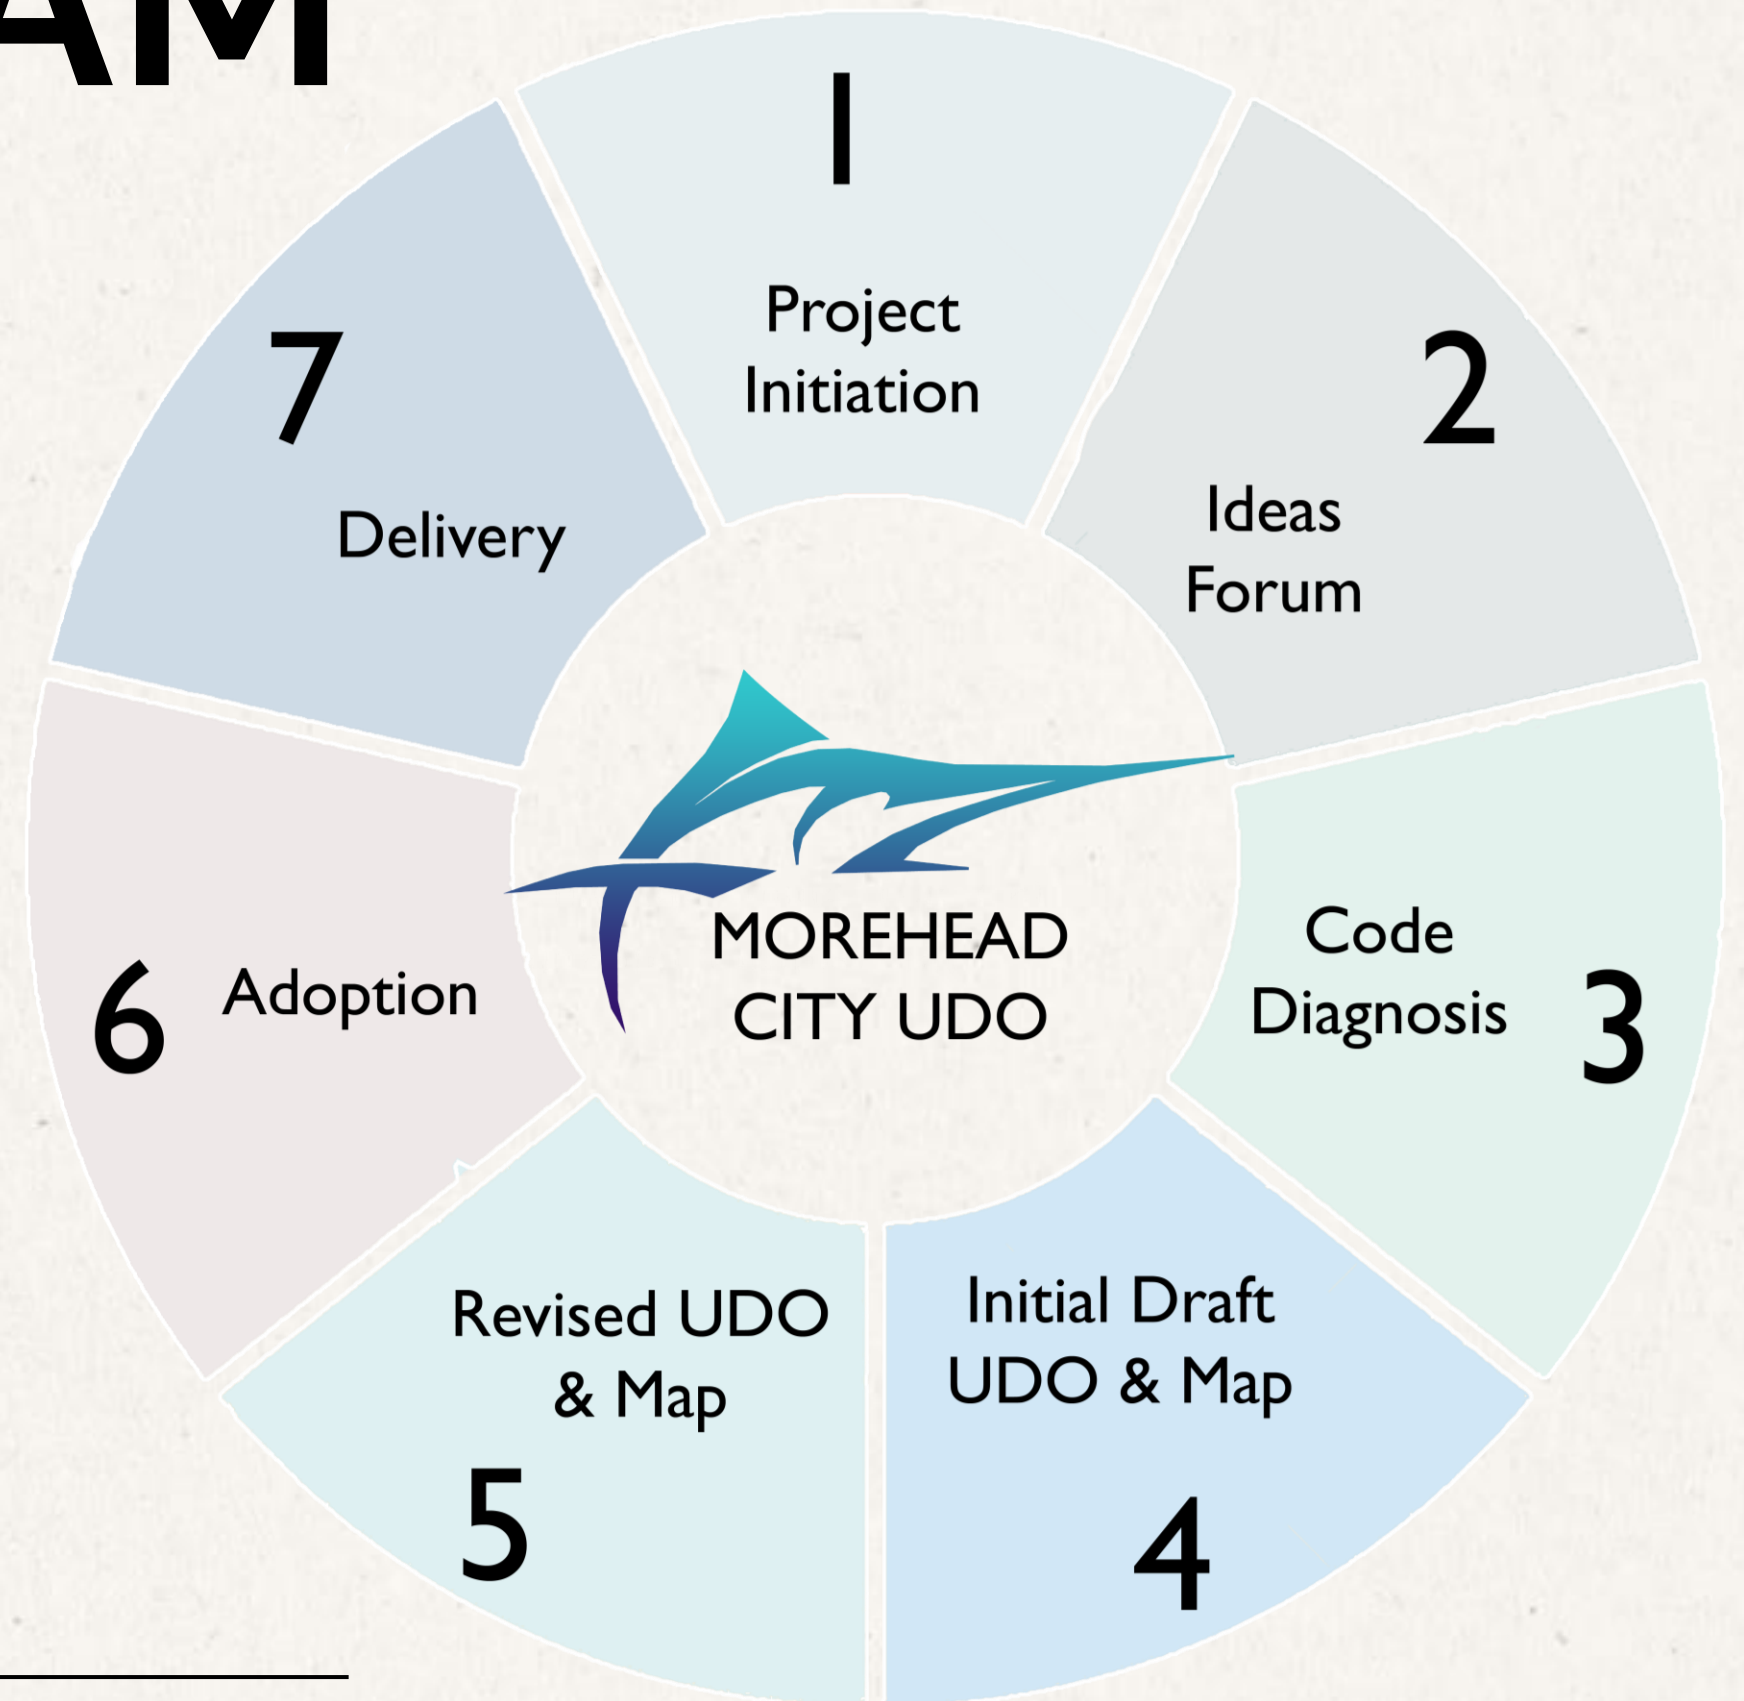 AM
1
Project
Initiation
2
Ideas
Forum
3
Code
Diagnosis
4
Initial Draft
UDO & Map
5
Revised UDO
& Map
6
Adoption
7
Delivery
MOREHEAD
CITY UDO